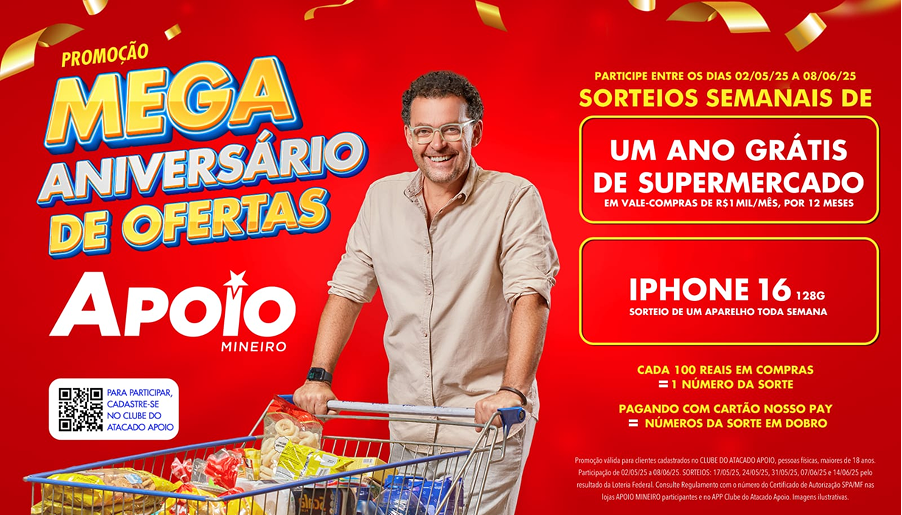 PROMOÇÃO
MEGA
ANIVERSÁRIO
DE OFERTAS
APOIO
MINEIRO
PARA PARTICIPAR,
CADASTRE-SE
NO CLUBE DO
ATACADO APOIO
PARTICIPE ENTRE OS DIAS 02/05/25 A 08/06/25
SORTEIOS SEMANAIS DE
UM ANO GRÁTIS
DE SUPERMERCADO
EM VALE-COMPRAS DE R$1 MIL/MÊS, POR 12 MESES
IPHONE 16 128G
SORTEIO DE UM APARELHO TODA SEMANA
CADA 100 REAIS EM COMPRAS
= 1 NÚMERO DA SORTE
PAGANDO COM CARTÃO NOSSO PAY
= NÚMEROS DA SORTE EM DOBRO
Promoção válida para clientes cadastrados no CLUBE DO ATACADO APOIO, pessoas físicas, maiores de 18 anos.
Participação de 02/05/25 a 08/06/25. SORTEIOS: 17/05/25, 24/05/25, 31/05/25, 07/06/25 e 14/06/25 pelo
resultado da Loteria Federal. Consulte Regulamento com o número do Certificado de Autorização SPA/MF nas
lojas APOIO MINEIRO participantes e no APP Clube do Atacado Apoio. Imagens ilustrativas.